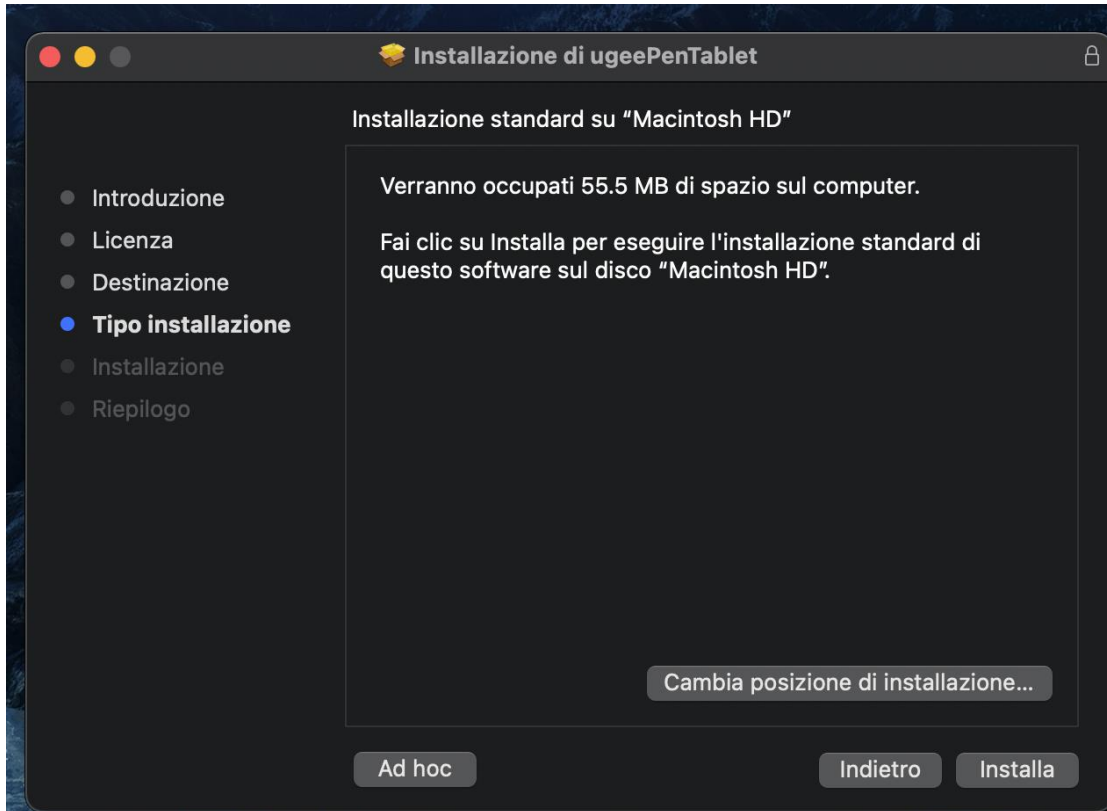 Installazione di ugeePenTablet
Installazione standard su “Macintosh HD”
Introduzione
Licenza
Destinazione
Tipo installazione
Installazione
Riepilogo
Verranno occupati 55.5 MB di spazio sul computer.
Fai clic su Installa per eseguire l'installazione standard di
questo software sul disco “Macintosh HD”.
Cambia posizione di installazione...
Ad hoc
Indietro
Installa